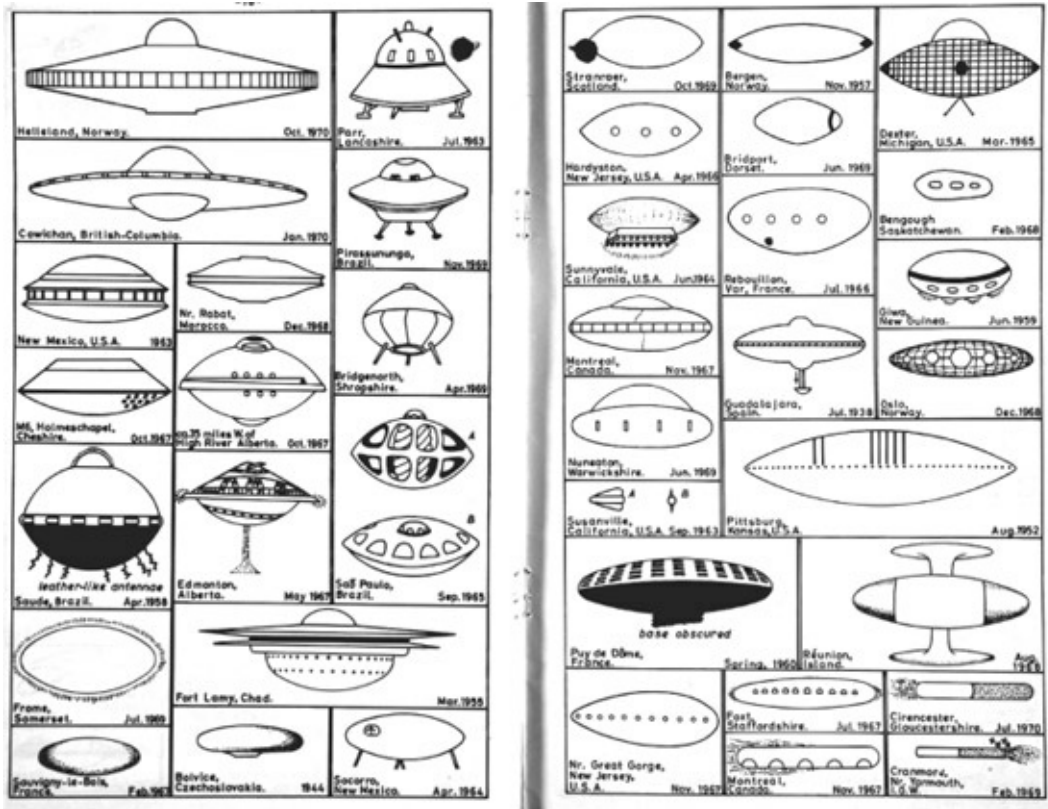 Helleland, Norway. Oct. 1970
Parr,
Lancashire. Jul. 1963
Cowichan, British-Columbia. Jan. 1970
Pirassununga,
Brazil. Nov. 1969
New Mexico, U.S.A. 1963
Nr. Rabat,
Morocco. Dec. 1968
Bridgenorth,
Shropshire. Apr. 1969
M6, Holmeschapel,
Cheshire. Oct. 1967
ca. 35 miles W. of
High River Alberta. Oct. 1967
A
B
leather-like antennae
Saude, Brazil. Apr. 1958
Edmonton,
Alberta. May 1967
Saõ Paulo,
Brazil. Sep. 1965
Frome,
Somerset. Jul. 1969
Fort Lamy, Chad. Mar. 1955
Sauvigny-le-Bois,
France. Feb. 1967
Czechoslovakia. 1944
Socorro,
New Mexico. Apr. 1964
Stranraer,
Scotland. Oct. 1969
Bergen,
Norway. Nov. 1957
Dexter,
Michigan, U.S.A. Mar. 1965
Hardyston,
New Jersey, U.S.A. Apr. 1966
Bridport,
Dorset. Jun. 1969
Bengough
Saskatchewan. Feb. 1968
Sunnyvale,
California, U.S.A. Jun. 1964
Rebouillon,
Var, France. Jul. 1966
Giwa,
New Guinea. Jun. 1959
Montreal,
Canada. Nov. 1967
Guadalajara,
Spain. Jul. 1938
Oslo,
Norway. Dec. 1968
Nuneaton,
Warwickshire. Jun. 1969
A B
Susanville,
California, U.S.A. Sep. 1963
Pittsburg,
Kansas, U.S.A. Aug. 1952
base obscured
Puy de Dôme,
France. Spring, 1960
Réunion,
Island. Aug.
1968
Nr. Great Gorge,
New Jersey,
U.S.A. Nov. 1967
Foxt,
Staffordshire. Jul. 1967
Cirencester,
Gloucestershire. Jul. 1970
Montreal,
Canada. Nov. 1967
Cranmore,
Nr. Yarmouth,
I.O.W. Feb. 1969